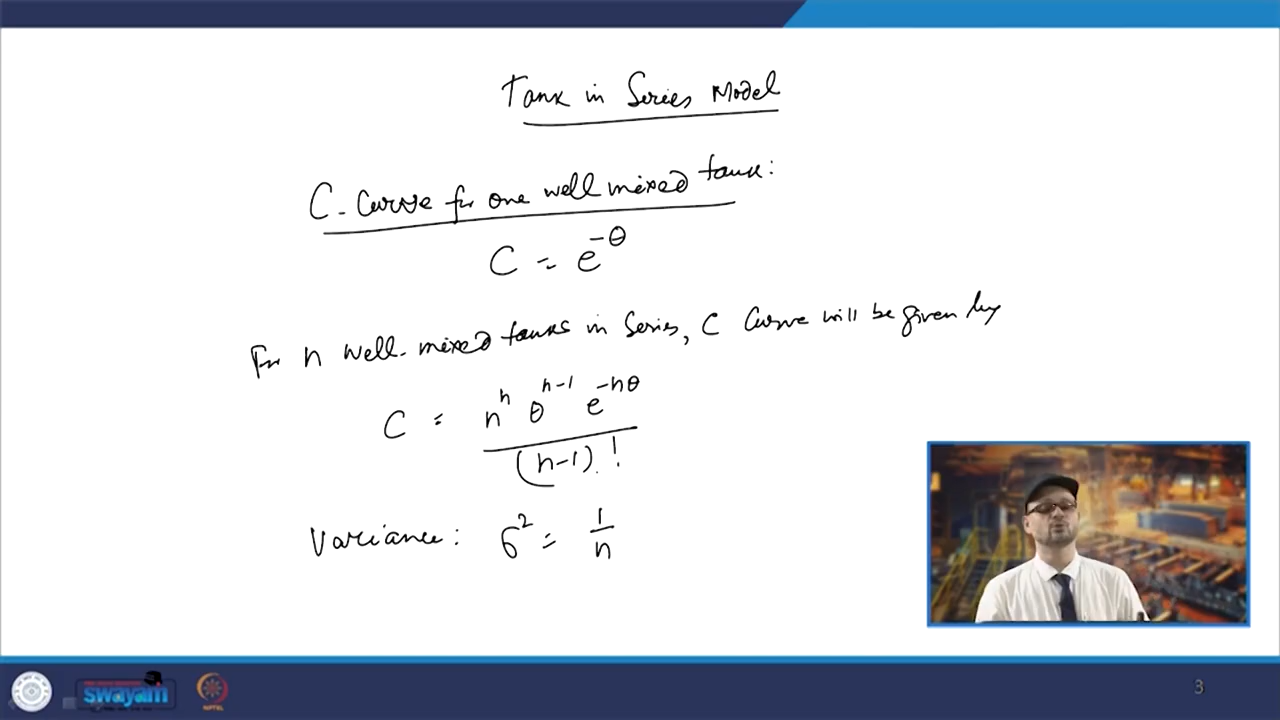 Tank in Series Model
C-Curve for one well mixed tank:
C = e^{-θ}
For n well-mixed tanks in Series, C Curve will be given by
C = n^n θ^{n-1} e^{-nθ} / (n-1)!
Variance: σ² = 1/n
swayam
NPTEL
3